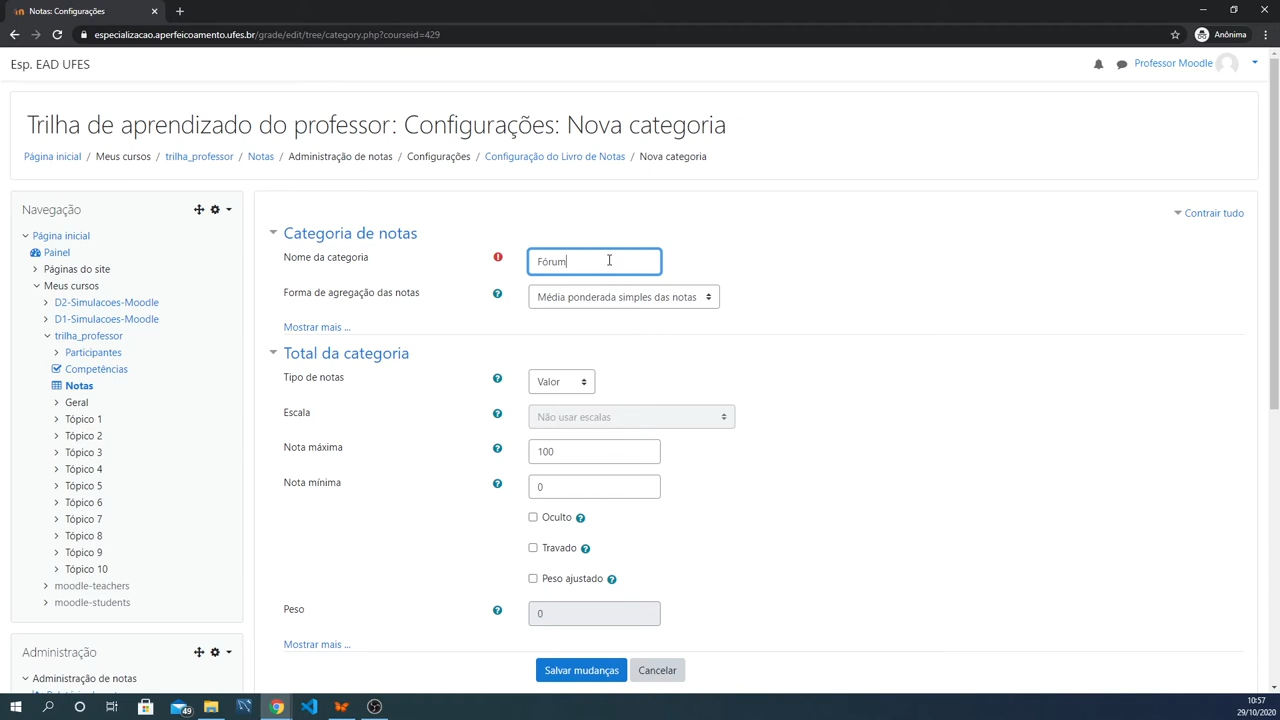 Notas: Configurações
especializacao.aperfeicoamento.ufes.br/grade/edit/tree/category.php?courseid=429
Anônima
Esp. EAD UFES
Professor Moodle
Trilha de aprendizado do professor: Configurações: Nova categoria
Página inicial / Meus cursos / trilha_professor / Notas / Administração de notas / Configurações / Configuração do Livro de Notas / Nova categoria
Navegação
Página inicial
Painel
Páginas do site
Meus cursos
D2-Simulacoes-Moodle
D1-Simulacoes-Moodle
trilha_professor
Participantes
Competências
Notas
Geral
Tópico 1
Tópico 2
Tópico 3
Tópico 4
Tópico 5
Tópico 6
Tópico 7
Tópico 8
Tópico 9
Tópico 10
moodle-teachers
moodle-students
Administração
Administração de notas
Contrair tudo
Categoria de notas
Nome da categoria
Fórum
Forma de agregação das notas
Média ponderada simples das notas
Mostrar mais ...
Total da categoria
Tipo de notas
Valor
Escala
Não usar escalas
Nota máxima
100
Nota mínima
0
Oculto
Travado
Peso ajustado
Peso
0
Mostrar mais ...
Salvar mudanças
Cancelar
49
10:57
29/10/2020